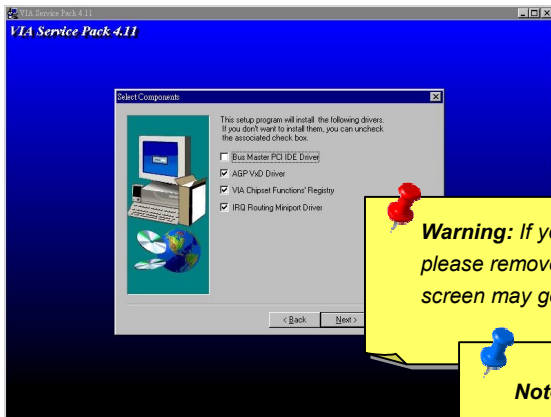 VIA Service Pack 4.11
VIA Service Pack 4.11
Select Components
This setup program will install the following drivers.
If you don't want to install them, you can uncheck
the associated check box.
Bus Master PCI IDE Driver
AGP VxD Driver
VIA Chipset Functions' Registry
IRQ Routing Miniport Driver
< Back Next >
Warning: If yo
please remove
screen may g
Not